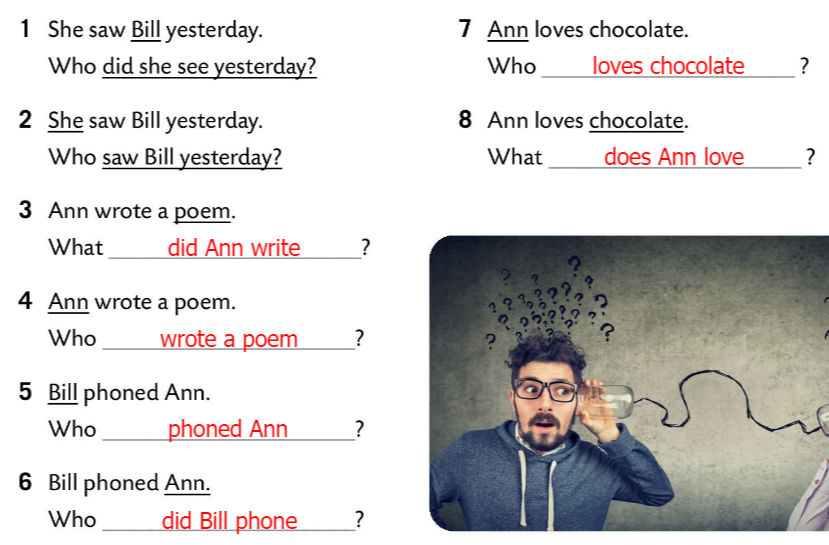 1 She saw Bill yesterday.
Who did she see yesterday?
2 She saw Bill yesterday.
Who saw Bill yesterday?
3 Ann wrote a poem.
What did Ann write ?
4 Ann wrote a poem.
Who wrote a poem ?
5 Bill phoned Ann.
Who phoned Ann ?
6 Bill phoned Ann.
Who did Bill phone ?
7 Ann loves chocolate.
Who loves chocolate ?
8 Ann loves chocolate.
What does Ann love ?